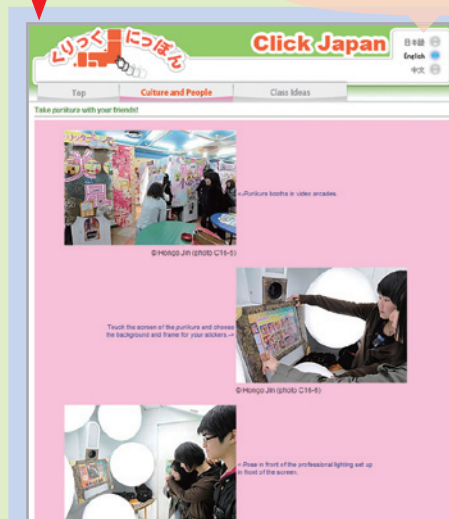 くりっくにっぽん
Click Japan
日本語
English
中文
Top
Culture and People
Class Ideas
Take purikura with your friends!
<-Purikura booths in video arcades.
© Hongo Jin (photo C16-5)
Touch the screen of the purikura and choose
the background and frame for your stickers.->
© Hongo Jin (photo C16-6)
<-Pose in front of the professional lighting set up
in front of the screen.